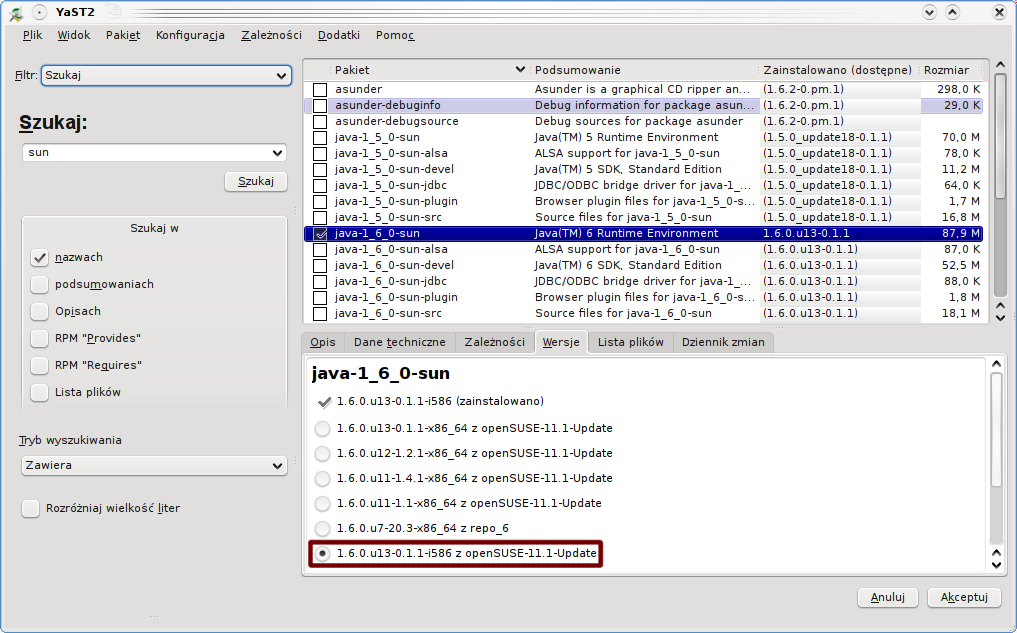 YaST2
Plik Widok Pakiet Konfiguracja Zależności Dodatki Pomoc
Filtr: Szukaj
Szukaj:
sun
Szukaj
Szukaj w
nazwach
podsumowaniach
Opisach
RPM "Provides"
RPM "Requires"
Lista plików
Tryb wyszukiwania
Zawiera
Rozróżniaj wielkość liter
Pakiet Podsumowanie Zainstalowano (dostępne) Rozmiar
asunder Asunder is a graphical CD ripper an... (1.6.2-0.pm.1) 298,0 K
asunder-debuginfo Debug information for package asun... (1.6.2-0.pm.1) 29,0 K
asunder-debugsource Debug sources for package asunder (1.6.2-0.pm.1)
java-1_5_0-sun Java(TM) 5 Runtime Environment (1.5.0_update18-0.1.1) 70,0 M
java-1_5_0-sun-alsa ALSA support for java-1_5_0-sun (1.5.0_update18-0.1.1) 78,0 K
java-1_5_0-sun-devel Java(TM) 5 SDK, Standard Edition (1.5.0_update18-0.1.1) 11,2 M
java-1_5_0-sun-jdbc JDBC/ODBC bridge driver for java-1_... (1.5.0_update18-0.1.1) 64,0 K
java-1_5_0-sun-plugin Browser plugin files for java-1_5_0-s... (1.5.0_update18-0.1.1) 1,7 M
java-1_5_0-sun-src Source files for java-1_5_0-sun (1.5.0_update18-0.1.1) 16,8 M
java-1_6_0-sun Java(TM) 6 Runtime Environment 1.6.0.u13-0.1.1 87,9 M
java-1_6_0-sun-alsa ALSA support for java-1_6_0-sun (1.6.0.u13-0.1.1) 87,0 K
java-1_6_0-sun-devel Java(TM) 6 SDK, Standard Edition (1.6.0.u13-0.1.1) 52,5 M
java-1_6_0-sun-jdbc JDBC/ODBC bridge driver for java-1_... (1.6.0.u13-0.1.1) 88,0 K
java-1_6_0-sun-plugin Browser plugin files for java-1_6_0-s... (1.6.0.u13-0.1.1) 1,8 M
java-1_6_0-sun-src Source files for java-1_6_0-sun (1.6.0.u13-0.1.1) 18,1 M
Opis Dane techniczne Zależności Wersje Lista plików Dziennik zmian
java-1_6_0-sun
1.6.0.u13-0.1.1-i586 (zainstalowano)
1.6.0.u13-0.1.1-x86_64 z openSUSE-11.1-Update
1.6.0.u12-1.2.1-x86_64 z openSUSE-11.1-Update
1.6.0.u11-1.4.1-x86_64 z openSUSE-11.1-Update
1.6.0.u11-1.1-x86_64 z openSUSE-11.1-Update
1.6.0.u7-20.3-x86_64 z repo_6
1.6.0.u13-0.1.1-i586 z openSUSE-11.1-Update
Anuluj Akceptuj